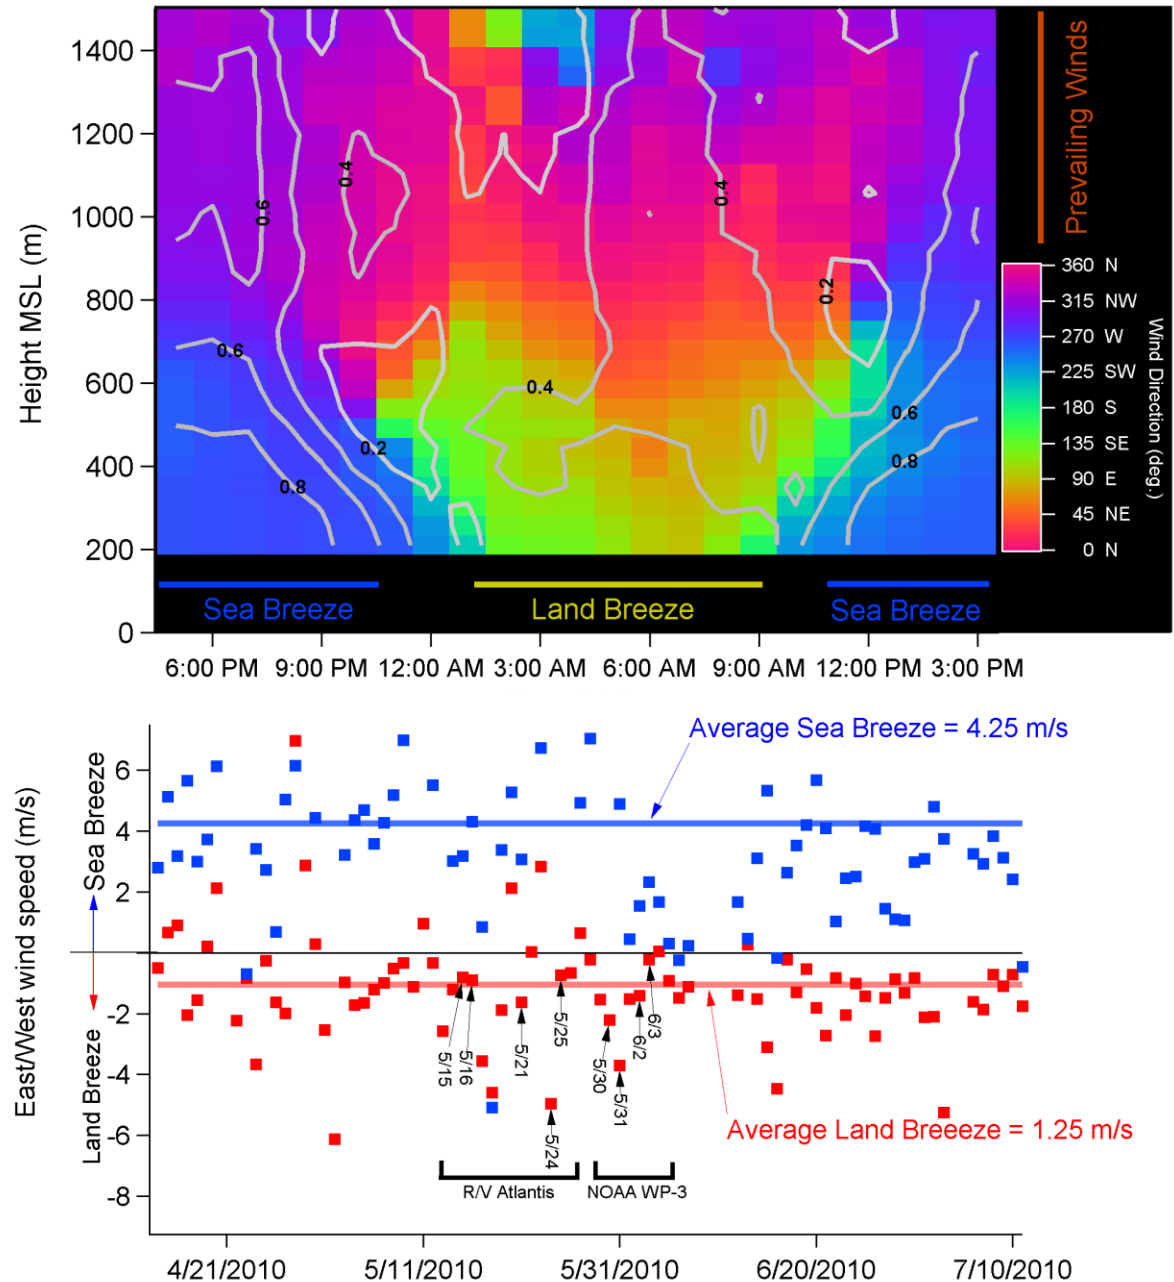 1400
1200
1000
800
600
400
200
0
Height MSL (m)
0.6
0.4
0.6
0.8
0.2
0.4
0.4
0.2
0.6
0.8
Prevailing Winds
360 N
315 NW
270 W
225 SW
180 S
135 SE
90 E
45 NE
0 N
Wind Direction (deg.)
Sea Breeze
Land Breeze
Sea Breeze
6:00 PM 9:00 PM 12:00 AM 3:00 AM 6:00 AM 9:00 AM 12:00 PM 3:00 PM
Average Sea Breeze = 4.25 m/s
East/West wind speed (m/s)
Sea Breeze
Land Breeze
6
4
2
-2
-4
-6
-8
5/15
5/16
5/21
5/24
5/25
5/30
5/31
6/2
6/3
Average Land Breeeze = 1.25 m/s
R/V Atlantis
NOAA WP-3
4/21/2010 5/11/2010 5/31/2010 6/20/2010 7/10/2010